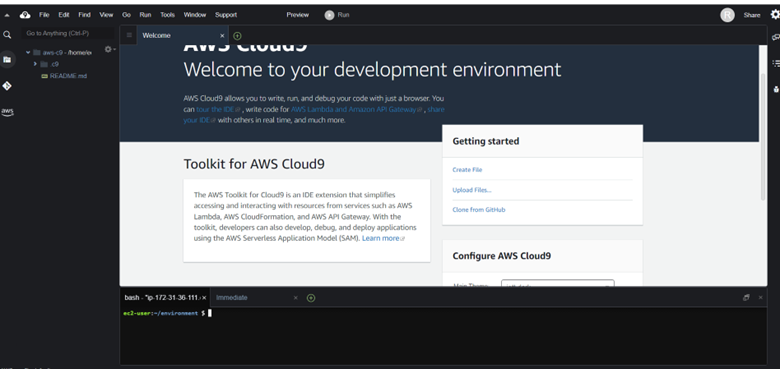 File Edit Find View Go Run Tools Window Support Preview Run R Share
Go to Anything (Ctrl-P)
Welcome
aws-c9 - /home/e
.c9
README.md
aws
AWS Cloud9
Welcome to your development environment
AWS Cloud9 allows you to write, run, and debug your code with just a browser. You
can tour the IDE, write code for AWS Lambda and Amazon API Gateway, share
your IDE with others in real time, and much more.
Getting started
Create File
Upload Files...
Clone from GitHub
Toolkit for AWS Cloud9
The AWS Toolkit for Cloud9 is an IDE extension that simplifies
accessing and interacting with resources from services such as AWS
Lambda, AWS CloudFormation, and AWS API Gateway. With the
toolkit, developers can also develop, debug, and deploy applications
using the AWS Serverless Application Model (SAM). Learn more
Configure AWS Cloud9
Main Theme
bash - "ip-172-31-36-111.
Immediate
ec2-user:~/environment $